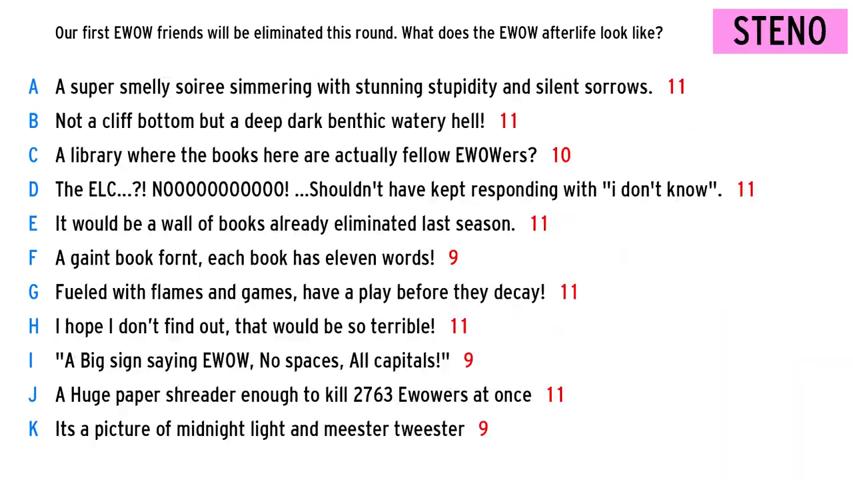 Our first EWOW friends will be eliminated this round. What does the EWOW afterlife look like?
STENO
A A super smelly soiree simmering with stunning stupidity and silent sorrows. 11
B Not a cliff bottom but a deep dark benthic watery hell! 11
C A library where the books here are actually fellow EWOWers? 10
D The ELC...?! NOOOOOOOOOOO! ...Shouldn't have kept responding with "i don't know". 11
E It would be a wall of books already eliminated last season. 11
F A gaint book fornt, each book has eleven words! 9
G Fueled with flames and games, have a play before they decay! 11
H I hope I don’t find out, that would be so terrible! 11
I "A Big sign saying EWOW, No spaces, All capitals!" 9
J A Huge paper shreader enough to kill 2763 Ewowers at once 11
K Its a picture of midnight light and meester tweester 9